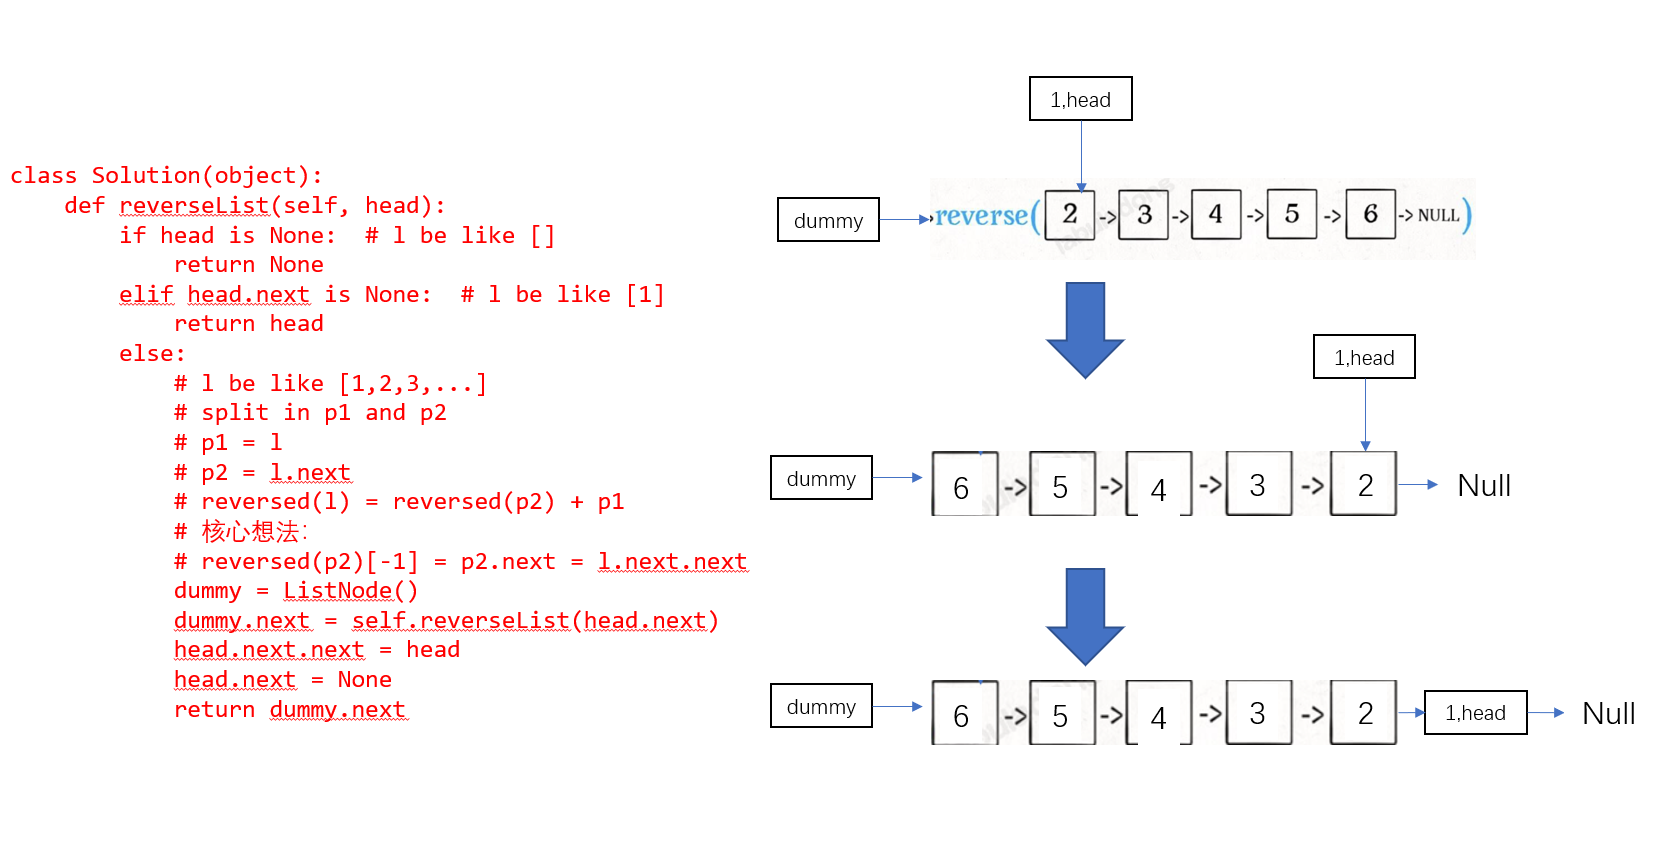 class Solution(object):
    def reverseList(self, head):
        if head is None:  # l be like []
            return None
        elif head.next is None:  # l be like [1]
            return head
        else:
            # l be like [1,2,3,...]
            # split in p1 and p2
            # p1 = l
            # p2 = l.next
            # reversed(l) = reversed(p2) + p1
            # 核心想法:
            # reversed(p2)[-1] = p2.next = l.next.next
            dummy = ListNode()
            dummy.next = self.reverseList(head.next)
            head.next.next = head
            head.next = None
            return dummy.next
1,head
dummy
reverse( 2 -> 3 -> 4 -> 5 -> 6 -> NULL )
1,head
dummy 6 -> 5 -> 4 -> 3 -> 2 Null
dummy 6 -> 5 -> 4 -> 3 -> 2 1,head Null